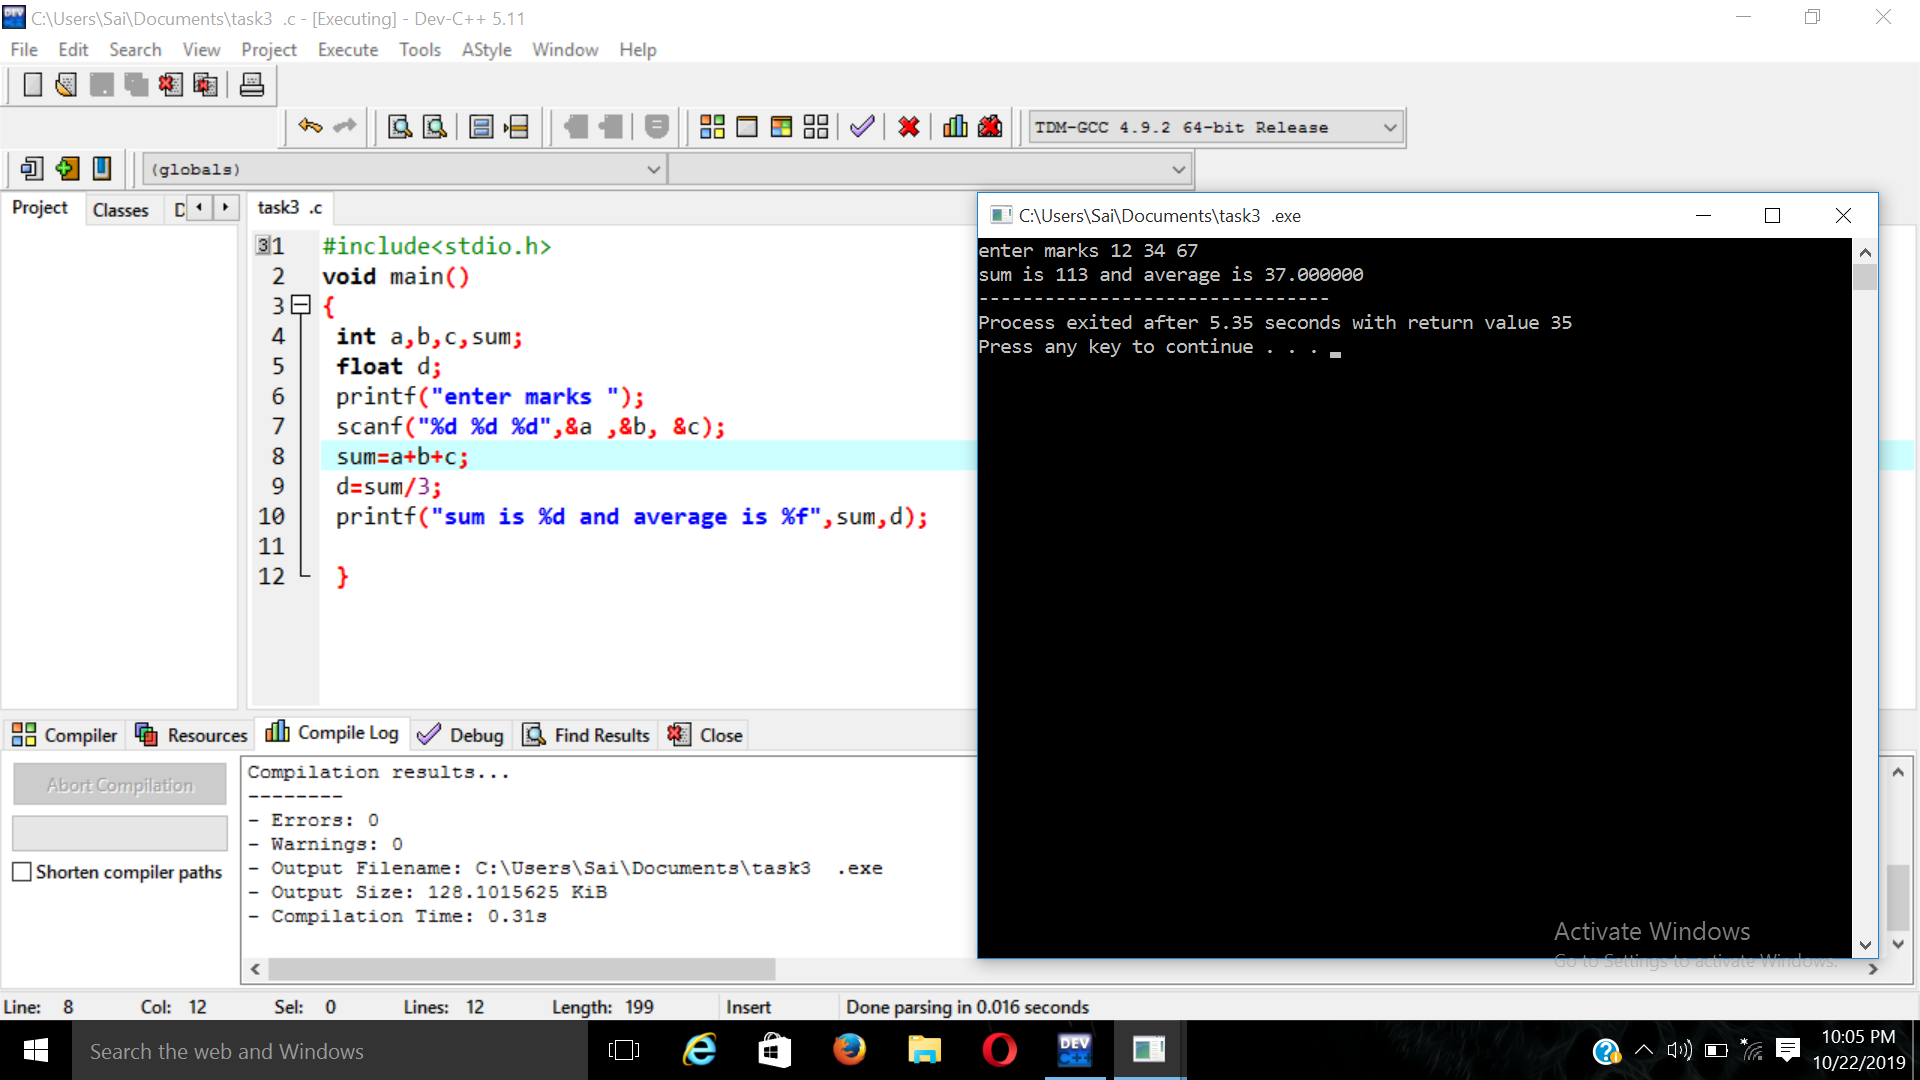 C:\Users\Sai\Documents\task3  .c - [Executing] - Dev-C++ 5.11
File Edit Search View Project Execute Tools AStyle Window Help
TDM-GCC 4.9.2 64-bit Release
(globals)
Project Classes D
task3  .c
31 #include<stdio.h>
2 void main()
3 {
4 int a,b,c,sum;
5 float d;
6 printf("enter marks ");
7 scanf("%d %d %d",&a ,&b, &c);
8 sum=a+b+c;
9 d=sum/3;
10 printf("sum is %d and average is %f",sum,d);
11
12 }
C:\Users\Sai\Documents\task3  .exe
enter marks 12 34 67
sum is 113 and average is 37.000000
--------------------------------
Process exited after 5.35 seconds with return value 35
Press any key to continue . . .
Compiler Resources Compile Log Debug Find Results Close
Abort Compilation
Shorten compiler paths
Compilation results...
--------
- Errors: 0
- Warnings: 0
- Output Filename: C:\Users\Sai\Documents\task3  .exe
- Output Size: 128.1015625 KiB
- Compilation Time: 0.31s
Activate Windows
Go to Settings to activate Windows.
Line: 8 Col: 12 Sel: 0 Lines: 12 Length: 199 Insert Done parsing in 0.016 seconds
Search the web and Windows
DEV C++
10:05 PM
10/22/2019